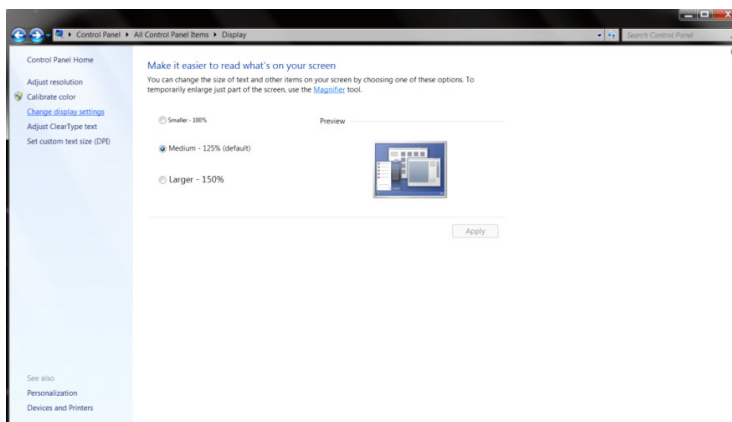 Control Panel ▸ All Control Panel Items ▸ Display
Search Control Panel
Control Panel Home
Adjust resolution
Calibrate color
Change display settings
Adjust ClearType text
Set custom text size (DPI)
See also
Personalization
Devices and Printers
Make it easier to read what's on your screen
You can change the size of text and other items on your screen by choosing one of these options. To
temporarily enlarge just part of the screen, use the Magnifier tool.
Smaller - 100%
Preview
Medium - 125% (default)
Larger - 150%
Apply